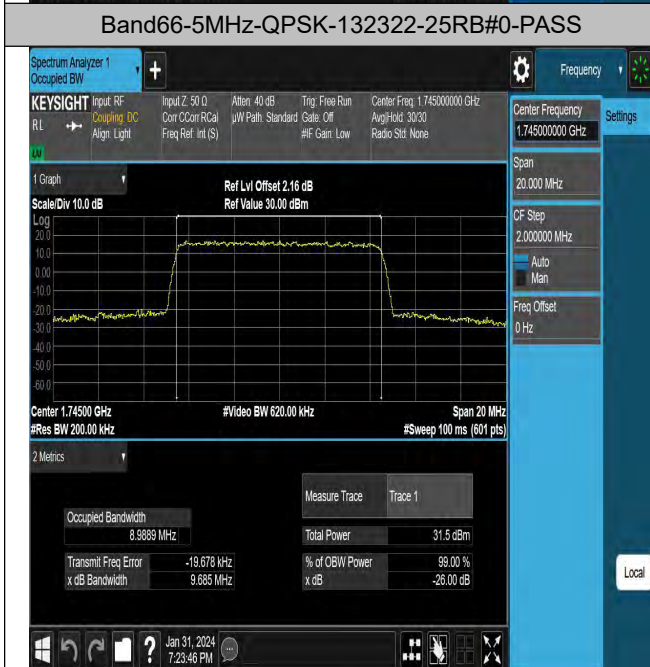 Band66-5MHz-QPSK-132322-25RB#0-PASS
Spectrum Analyzer 1
Occupied BW
Frequency
KEYSIGHT Input: RF Input Z: 50 Ω Atten: 40 dB Trig: Free Run Center Freq: 1.745000000 GHz
RL Coupling: DC Corr CCorr RCal µW Path: Standard Gate: Off Avg|Hold: 30/30
Align: Light Freq Ref: Int (S) #IF Gain: Low Radio Std: None
Center Frequency
1.745000000 GHz
Settings
Span
20.000 MHz
CF Step
2.000000 MHz
Auto
Man
Freq Offset
0 Hz
Local
1 Graph
Ref Lvl Offset 2.16 dB
Scale/Div 10.0 dB Ref Value 30.00 dBm
Log
20.0
10.0
0.00
-10.0
-20.0
-30.0
-40.0
-50.0
-60.0
Center 1.74500 GHz #Video BW 620.00 kHz Span 20 MHz
#Res BW 200.00 kHz #Sweep 100 ms (601 pts)
2 Metrics
Measure Trace Trace 1
Occupied Bandwidth
8.9889 MHz
Total Power 31.5 dBm
Transmit Freq Error -19.678 kHz % of OBW Power 99.00 %
x dB Bandwidth 9.685 MHz x dB -26.00 dB
Jan 31, 2024
7:23:46 PM